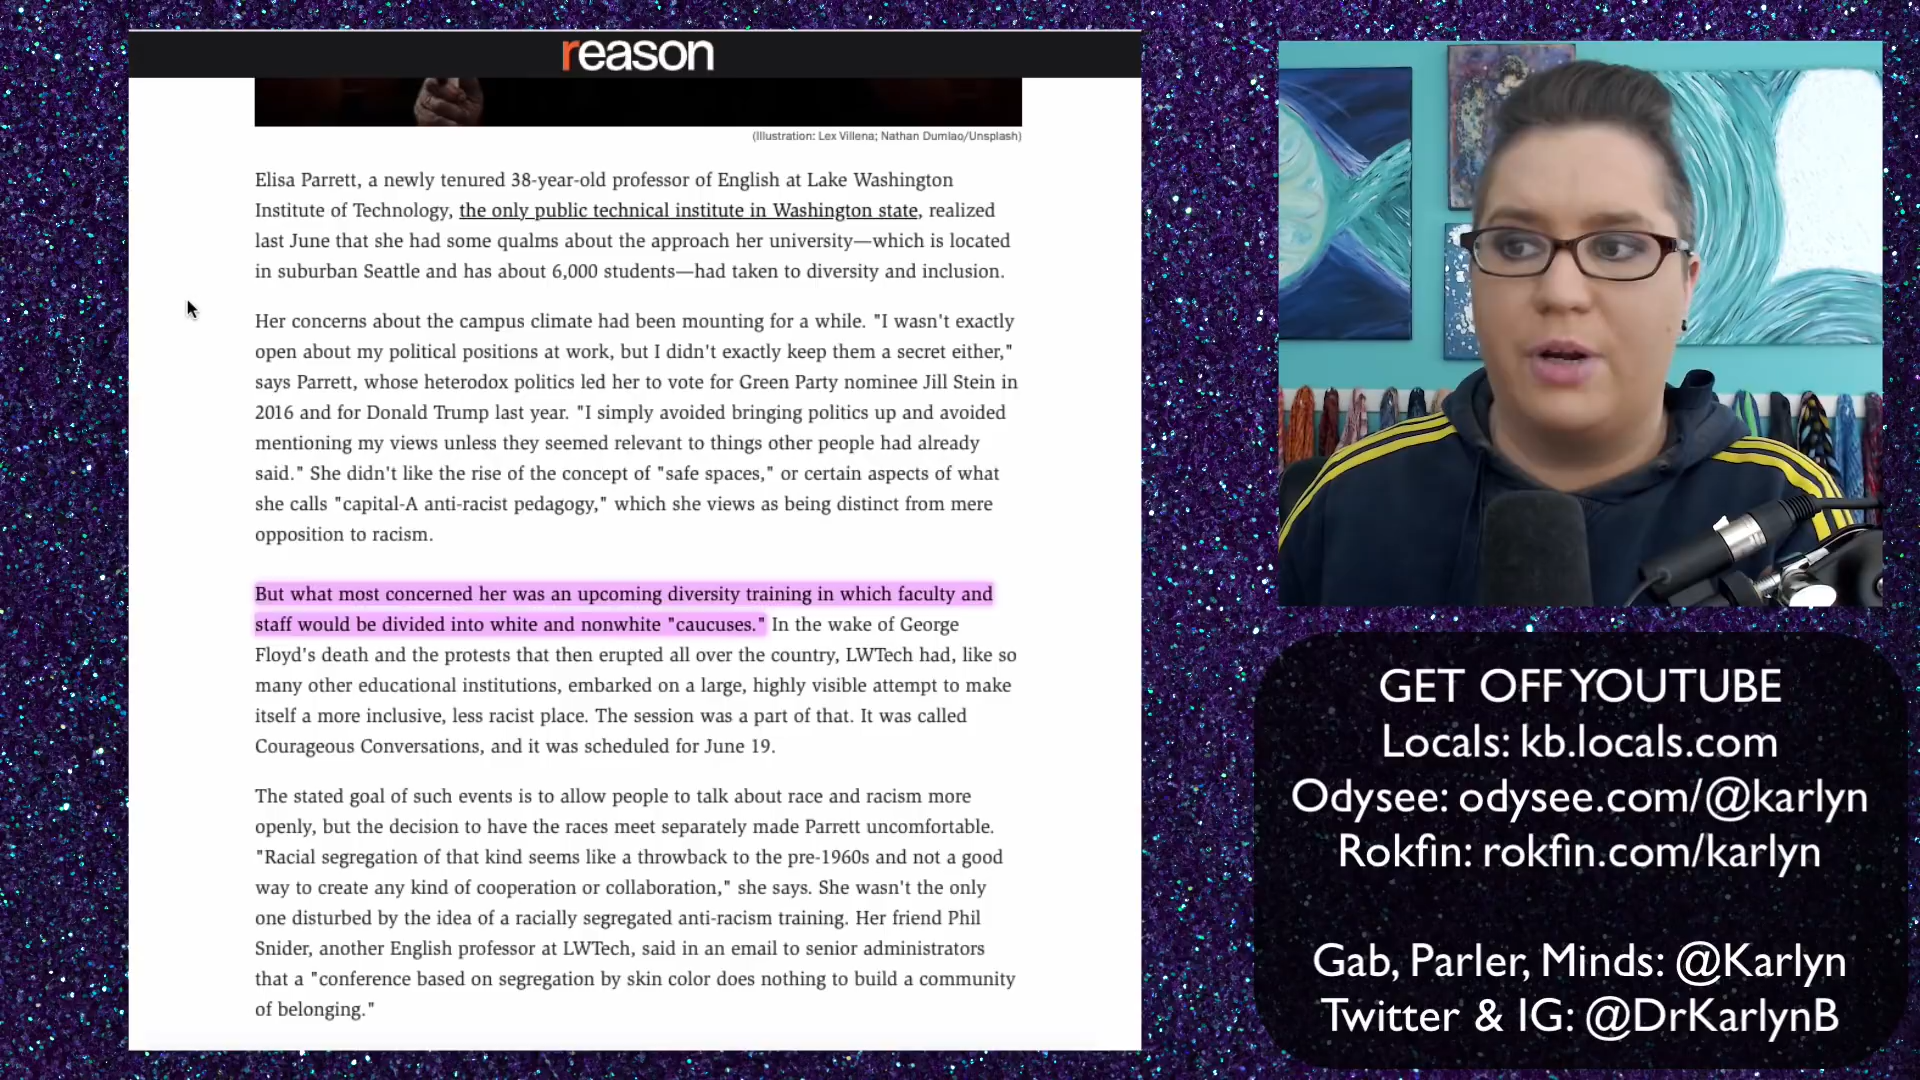 reason
(Illustration: Lex Villena; Nathan Dumlao/Unsplash)
Elisa Parrett, a newly tenured 38-year-old professor of English at Lake Washington
Institute of Technology, the only public technical institute in Washington state, realized
last June that she had some qualms about the approach her university—which is located
in suburban Seattle and has about 6,000 students—had taken to diversity and inclusion.
Her concerns about the campus climate had been mounting for a while. "I wasn't exactly
open about my political positions at work, but I didn't exactly keep them a secret either,"
says Parrett, whose heterodox politics led her to vote for Green Party nominee Jill Stein in
2016 and for Donald Trump last year. "I simply avoided bringing politics up and avoided
mentioning my views unless they seemed relevant to things other people had already
said." She didn't like the rise of the concept of "safe spaces," or certain aspects of what
she calls "capital-A anti-racist pedagogy," which she views as being distinct from mere
opposition to racism.
But what most concerned her was an upcoming diversity training in which faculty and
staff would be divided into white and nonwhite "caucuses." In the wake of George
Floyd's death and the protests that then erupted all over the country, LWTech had, like so
many other educational institutions, embarked on a large, highly visible attempt to make
itself a more inclusive, less racist place. The session was a part of that. It was called
Courageous Conversations, and it was scheduled for June 19.
The stated goal of such events is to allow people to talk about race and racism more
openly, but the decision to have the races meet separately made Parrett uncomfortable.
"Racial segregation of that kind seems like a throwback to the pre-1960s and not a good
way to create any kind of cooperation or collaboration," she says. She wasn't the only
one disturbed by the idea of a racially segregated anti-racism training. Her friend Phil
Snider, another English professor at LWTech, said in an email to senior administrators
that a "conference based on segregation by skin color does nothing to build a community
of belonging."
GET OFF YOUTUBE
Locals: kb.locals.com
Odysee: odysee.com/@karlyn
Rokfin: rokfin.com/karlyn
Gab, Parler, Minds: @Karlyn
Twitter & IG: @DrKarlynB